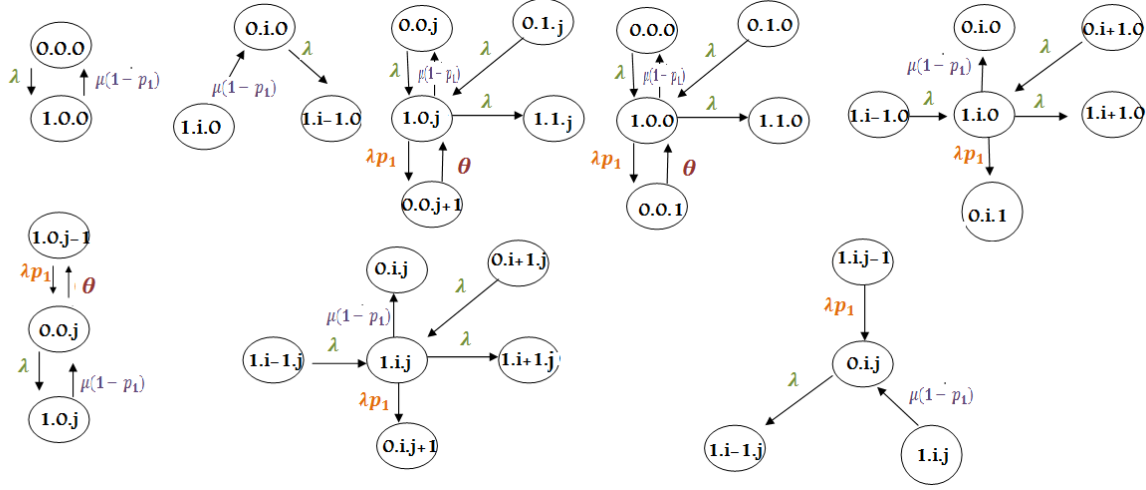 0.0.0
λ
μ(1− p₁)
1.0.0
0.i.0
μ(1− p₁)
λ
1.i.0
1.i−1.0
0.0.j
0.1.j
λ
μ(1− p₁)
λ
1.0.j
λ
1.1.j
λp₁
θ
0.0.j+1
0.0.0
0.1.0
λ
μ(1− p₁)
λ
1.0.0
λ
1.1.0
λp₁
θ
0.0.1
0.i.0
0.i+1.0
μ(1− p₁)
λ
1.i−1.0
λ
1.i.0
λ
1.i+1.0
λp₁
0.i.1
1.0.j−1
λp₁
θ
0.0.j
λ
μ(1− p₁)
1.0.j
0.i.j
0.i+1.j
μ(1− p₁)
λ
1.i−1.j
λ
1.i.j
λ
1.i+1.j
λp₁
0.i.j+1
1.i.j−1
λp₁
0.i.j
λ
μ(1− p₁)
1.i−1.j
1.i.j